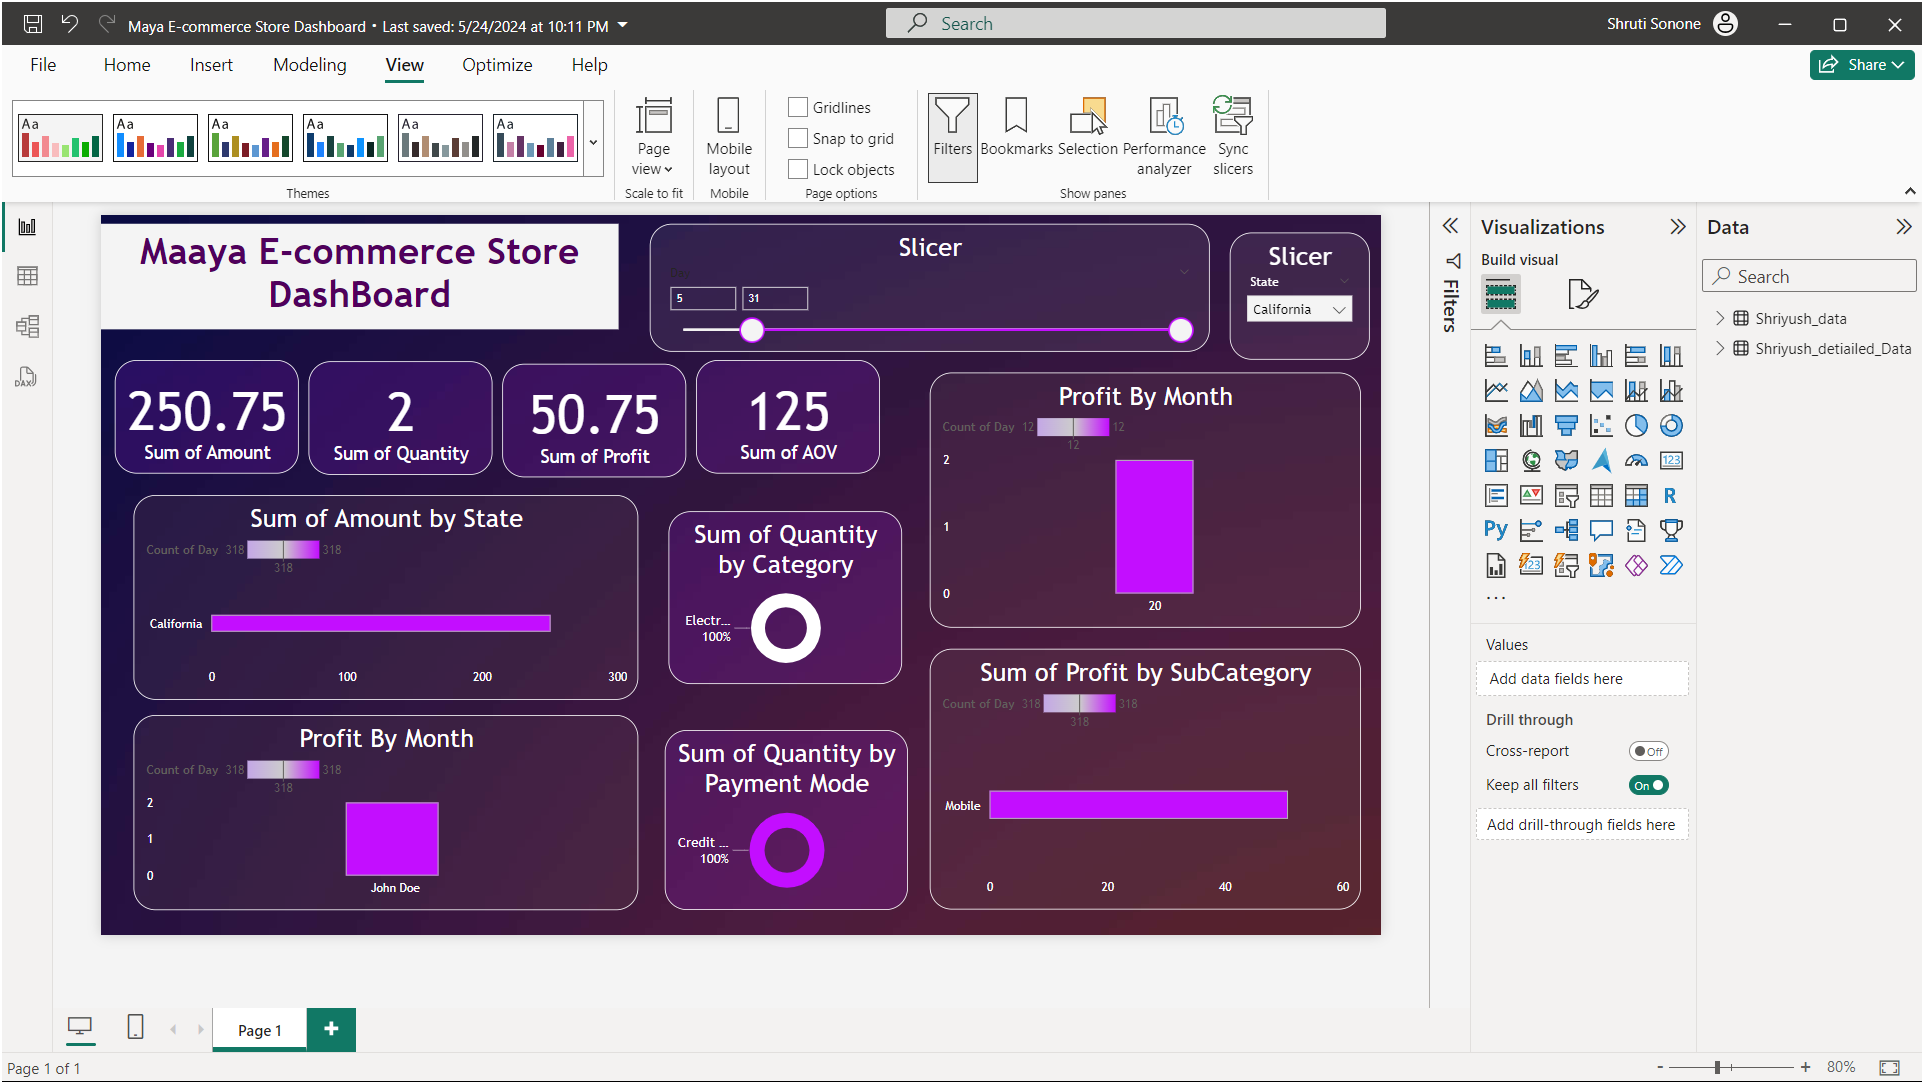 Maya E-commerce Store Dashboard • Last saved: 5/24/2024 at 10:11 PM
Search
Shruti Sonone
File
Home
Insert
Modeling
View
Optimize
Help
Share
Aa
Aa
Aa
Aa
Aa
Aa
Themes
Page
view
Scale to fit
Mobile
layout
Mobile
Gridlines
Snap to grid
Lock objects
Page options
Filters
Bookmarks
Selection
Performance
analyzer
Sync
slicers
Show panes
DAX
Maaya E-commerce Store
DashBoard
Slicer
Day
5
31
Slicer
State
California
250.75
Sum of Amount
2
Sum of Quantity
50.75
Sum of Profit
125
Sum of AOV
Sum of Amount by State
Count of Day 318 318
318
California
0 100 200 300
Sum of Quantity
by Category
Electr...
100%
Profit By Month
Count of Day 12 12
12
2
1
0
20
Profit By Month
Count of Day 318 318
318
2
1
0
John Doe
Sum of Quantity by
Payment Mode
Credit ...
100%
Sum of Profit by SubCategory
Count of Day 318 318
318
Mobile
0 20 40 60
Filters
Visualizations
Build visual
123
R
Py
123
...
Values
Add data fields here
Drill through
Cross-report
Off
Keep all filters
On
Add drill-through fields here
Data
Search
Shriyush_data
Shriyush_detiailed_Data
Page 1
+
Page 1 of 1
- + 80%